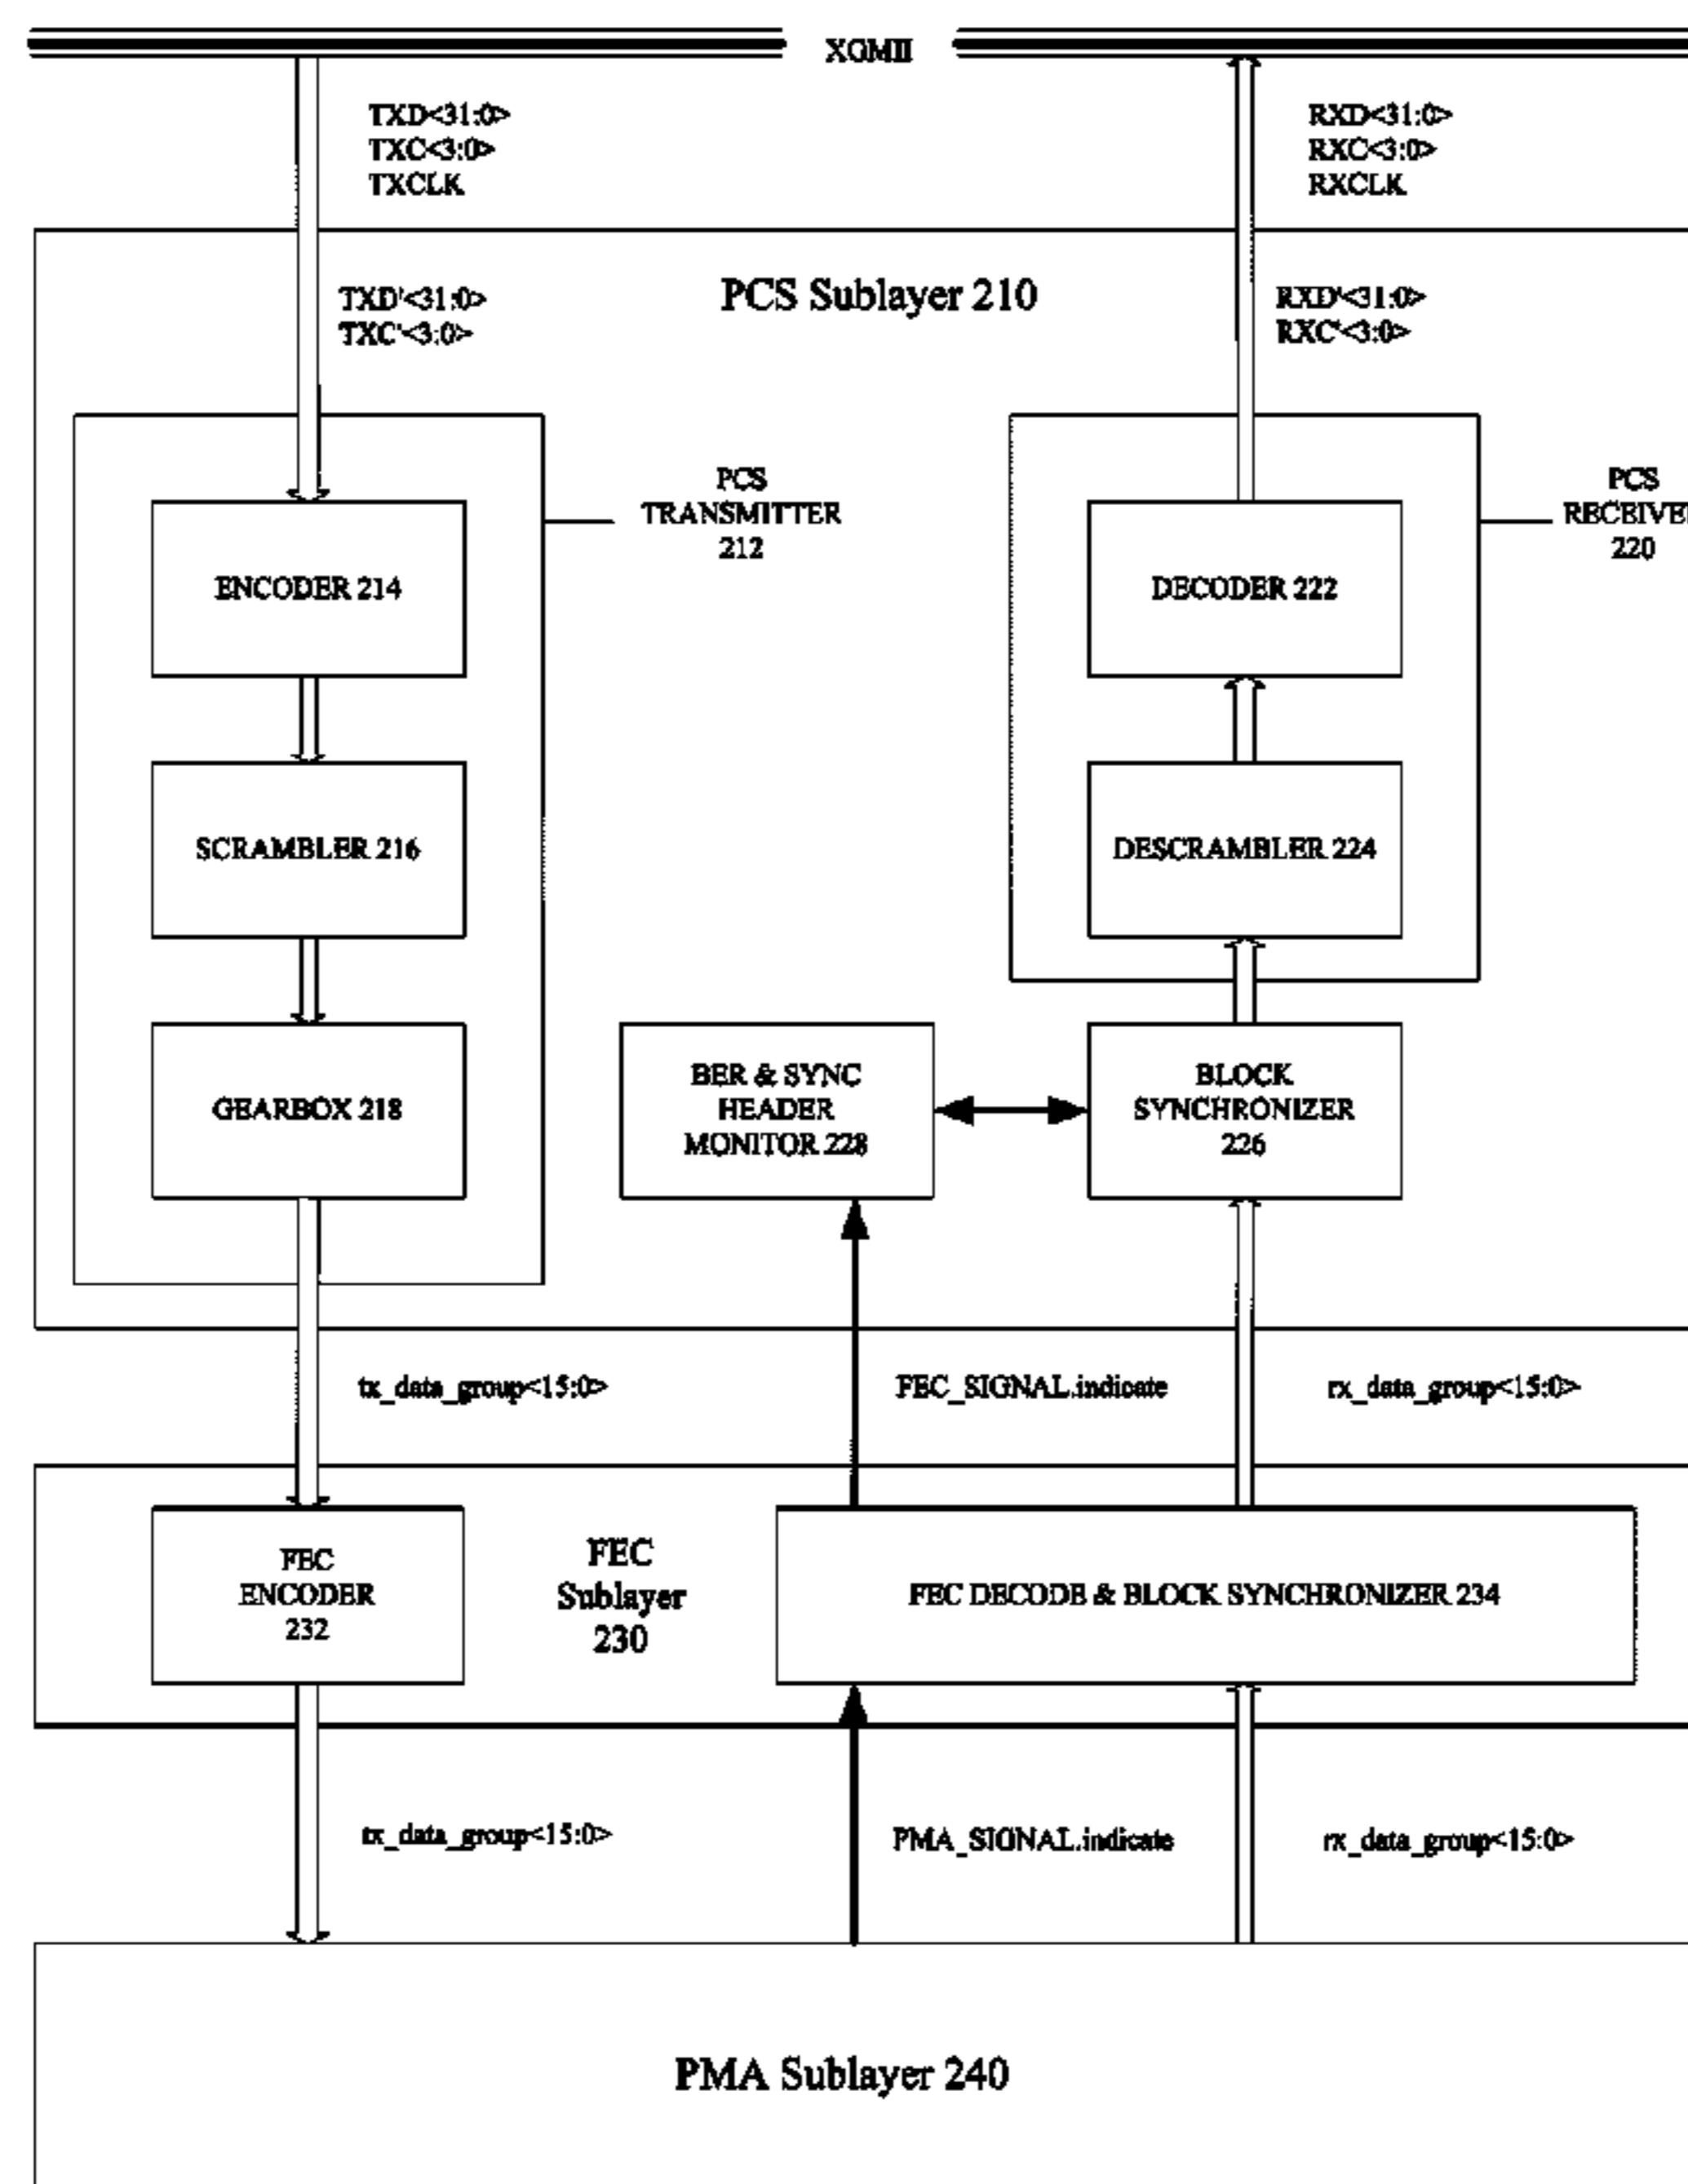 XGMII
TXD<31:0>
TXC<3:0>
TXCLK
RXD<31:0>
RXC<3:0>
RXCLK
PCS Sublayer 210
TXD'<31:0>
TXC'<3:0>
RXD'<31:0>
RXC'<3:0>
PCS
TRANSMITTER
212
PCS
RECEIVE
220
ENCODER 214
DECODER 222
SCRAMBLER 216
DESCRAMBLER 224
GEARBOX 218
BER & SYNC
HEADER
MONITOR 228
BLOCK
SYNCHRONIZER
226
tx_data_group<15:0>
FEC_SIGNAL.indicate
rx_data_group<15:0>
FEC
ENCODER
232
FEC
Sublayer
230
FEC DECODE & BLOCK SYNCHRONIZER 234
tx_data_group<15:0>
PMA_SIGNAL.indicate
rx_data_group<15:0>
PMA Sublayer 240